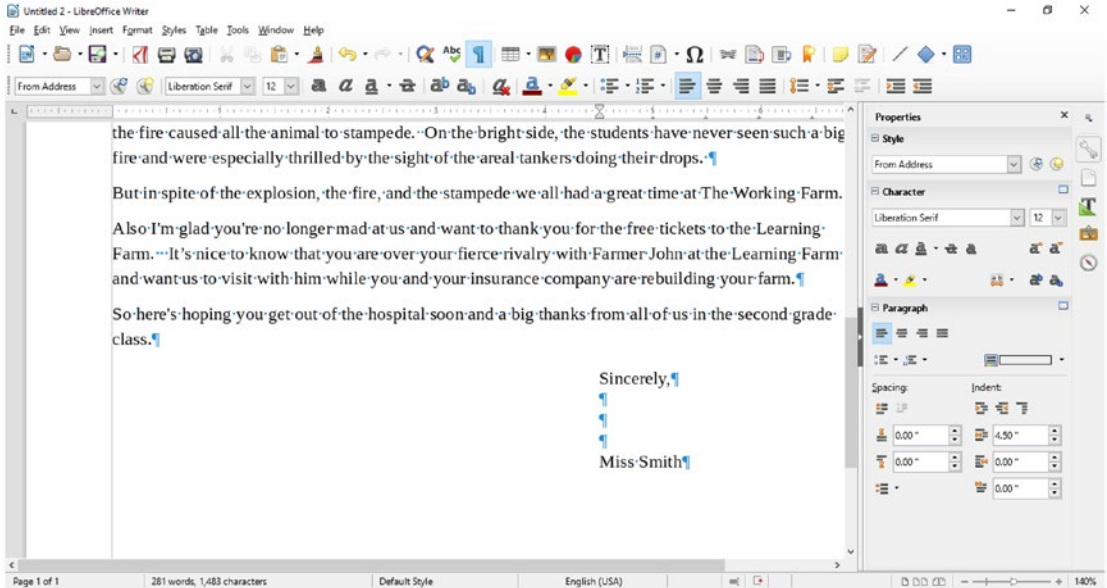 Untitled 2 - LibreOffice Writer
File Edit View Insert Format Styles Table Tools Window Help
Abc
From Address Liberation Serif 12
Properties
Style
From Address
Character
Liberation Serif 12
Paragraph
Spacing: Indent:
0.00 " 4.50 "
0.00 " 0.00 "
0.00 "
the fire caused all the animal to stampede.  On the bright side, the students have never seen such a big
fire and were especially thrilled by the sight of the areal tankers doing their drops. ¶
But in spite of the explosion, the fire, and the stampede we all had a great time at The Working Farm.
Also I'm glad you're no longer mad at us and want to thank you for the free tickets to the Learning
Farm.   It's nice to know that you are over your fierce rivalry with Farmer John at the Learning Farm
and want us to visit with him while you and your insurance company are rebuilding your farm.¶
So here's hoping you get out of the hospital soon and a big thanks from all of us in the second grade
class.¶
Sincerely,¶
¶
¶
¶
Miss Smith¶
Page 1 of 1 281 words, 1,483 characters Default Style English (USA) 140%